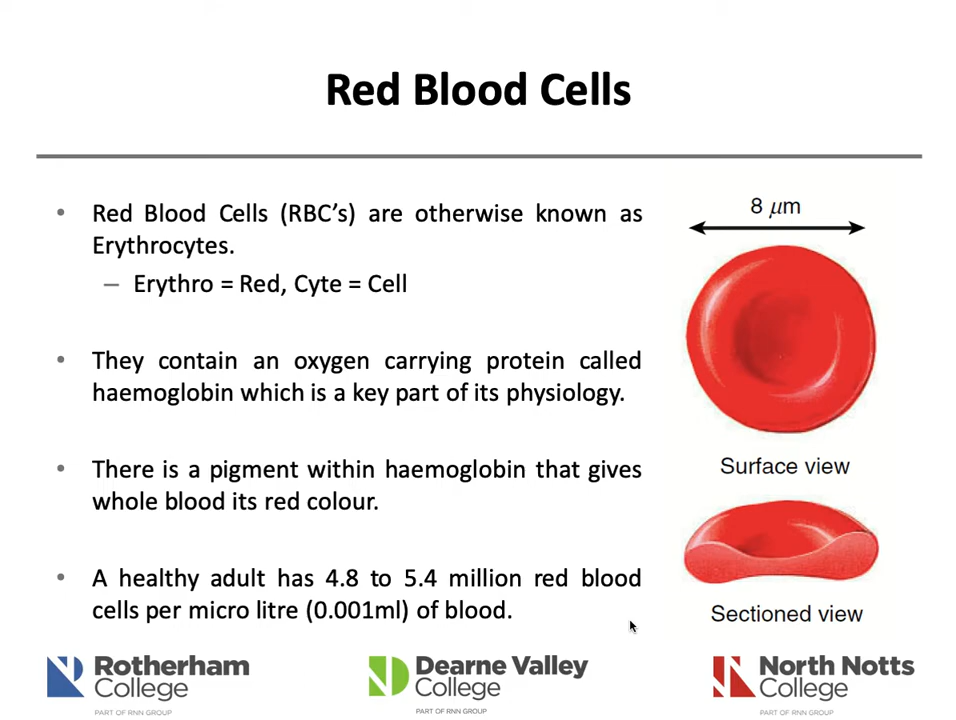 Red Blood Cells
• Red Blood Cells (RBC's) are otherwise known as
Erythrocytes.
– Erythro = Red, Cyte = Cell
• They contain an oxygen carrying protein called
haemoglobin which is a key part of its physiology.
• There is a pigment within haemoglobin that gives
whole blood its red colour.
• A healthy adult has 4.8 to 5.4 million red blood
cells per micro litre (0.001ml) of blood.
8 μm
Surface view
Sectioned view
Rotherham
College
PART OF RNN GROUP
Dearne Valley
College
PART OF RNN GROUP
North Notts
College
PART OF RNN GROUP